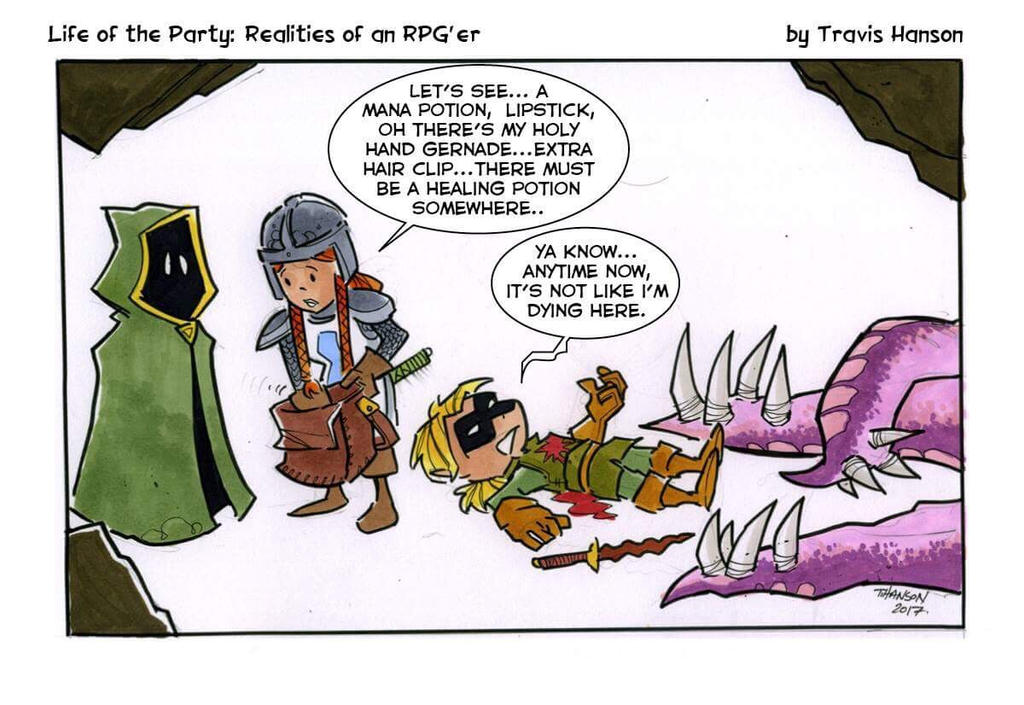 Life of the Party: Realities of an RPG'er
by Travis Hanson
LET'S SEE... A
MANA POTION, LIPSTICK,
OH THERE'S MY HOLY
HAND GERNADE...EXTRA
HAIR CLIP...THERE MUST
BE A HEALING POTION
SOMEWHERE..
YA KNOW...
ANYTIME NOW,
IT'S NOT LIKE I'M
DYING HERE.
THANSON
2017